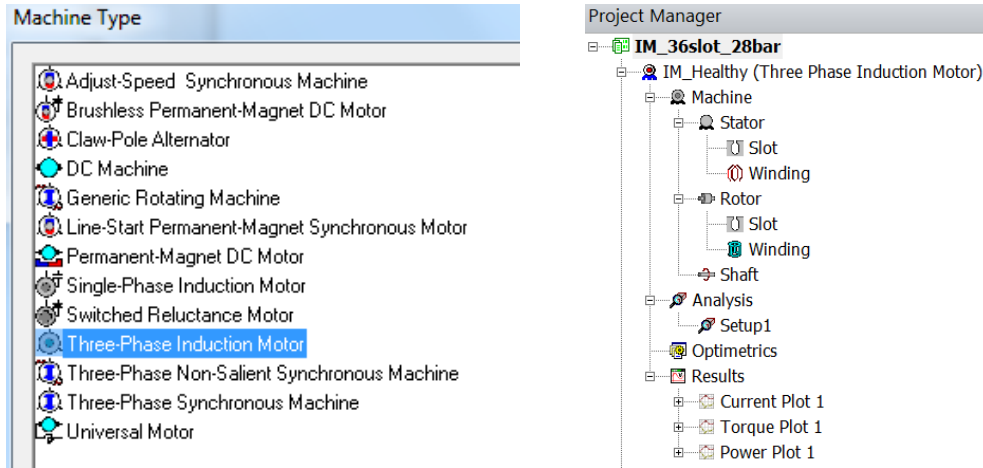 Machine Type
Adjust-Speed  Synchronous Machine
Brushless Permanent-Magnet DC Motor
Claw-Pole Alternator
DC Machine
Generic Rotating Machine
Line-Start Permanent-Magnet Synchronous Motor
Permanent-Magnet DC Motor
Single-Phase Induction Motor
Switched Reluctance Motor
Three-Phase Induction Motor
Three-Phase Non-Salient Synchronous Machine
Three-Phase Synchronous Machine
Universal Motor
Project Manager
IM_36slot_28bar
IM_Healthy (Three Phase Induction Motor)
Machine
Stator
Slot
Winding
Rotor
Slot
Winding
Shaft
Analysis
Setup1
Optimetrics
Results
Current Plot 1
Torque Plot 1
Power Plot 1